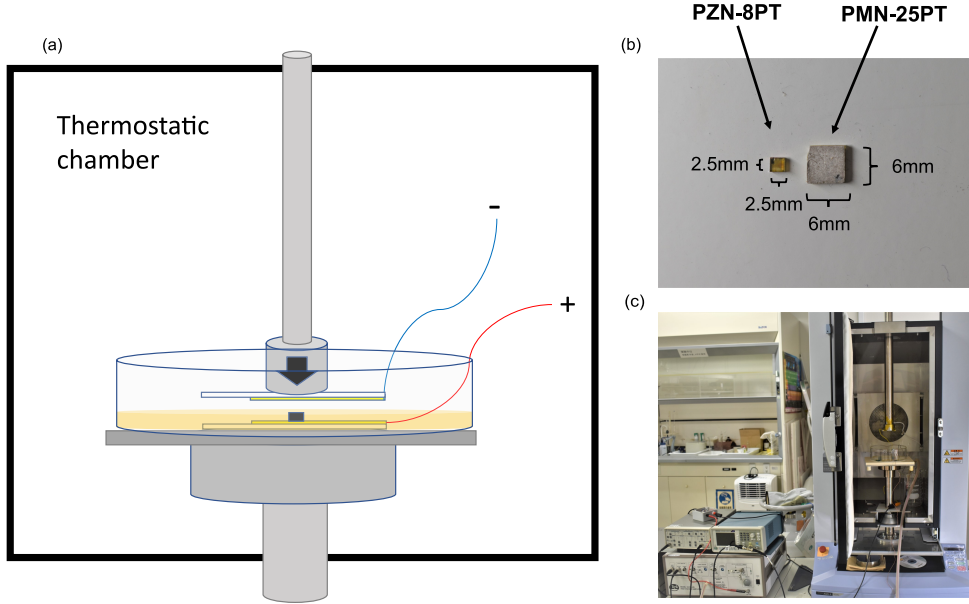 (a)
Thermostatic
chamber
-
+
PZN-8PT
PMN-25PT
(b)
2.5mm
6mm
2.5mm
6mm
(c)